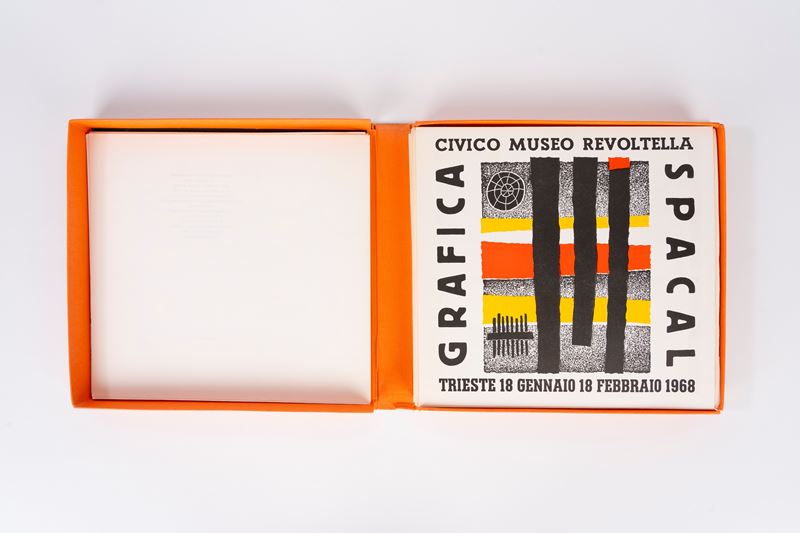 CIVICO MUSEO REVOLTELLA
GRAFICA
SPACAL
TRIESTE 18 GENNAIO 18 FEBBRAIO 1968